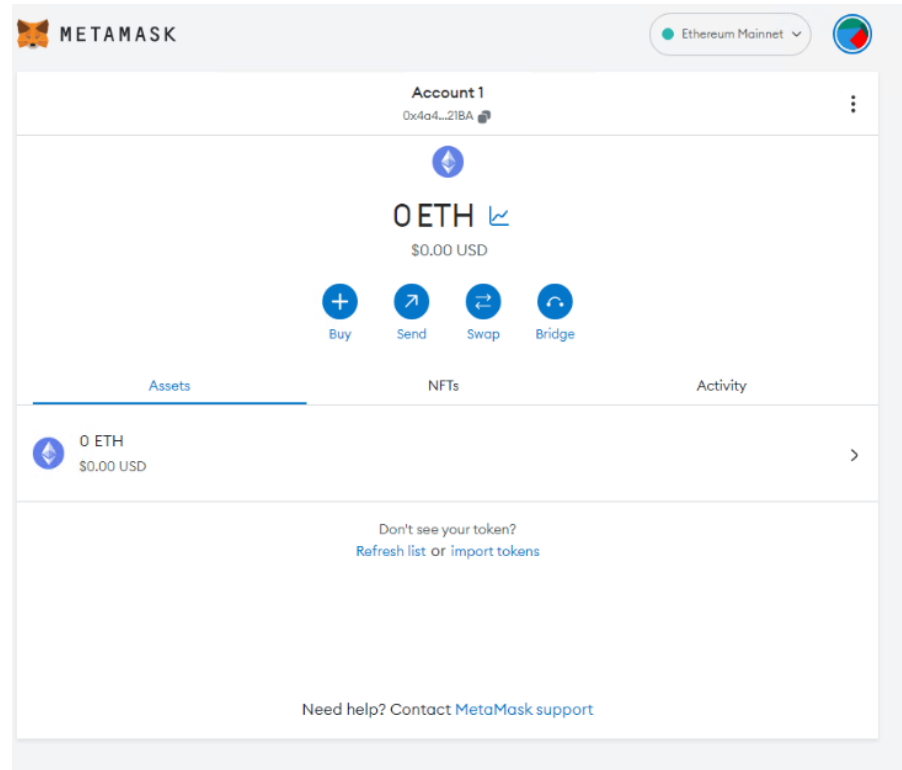 METAMASK
Ethereum Mainnet
Account 1
0x4a4...21BA
0 ETH
$0.00 USD
Buy Send Swap Bridge
Assets NFTs Activity
0 ETH
$0.00 USD
Don't see your token?
Refresh list or import tokens
Need help? Contact MetaMask support